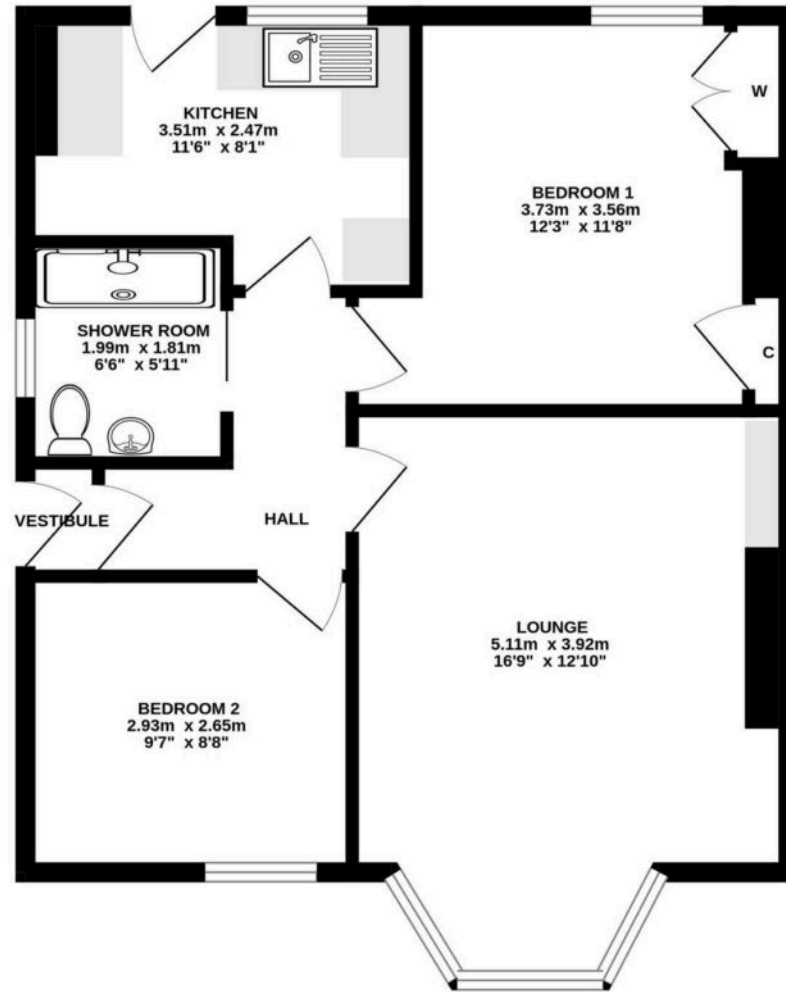 KITCHEN
3.51m x 2.47m
11'6" x 8'1"
W
BEDROOM 1
3.73m x 3.56m
12'3" x 11'8"
SHOWER ROOM
1.99m x 1.81m
6'6" x 5'11"
C
VESTIBULE
HALL
LOUNGE
5.11m x 3.92m
16'9" x 12'10"
BEDROOM 2
2.93m x 2.65m
9'7" x 8'8"